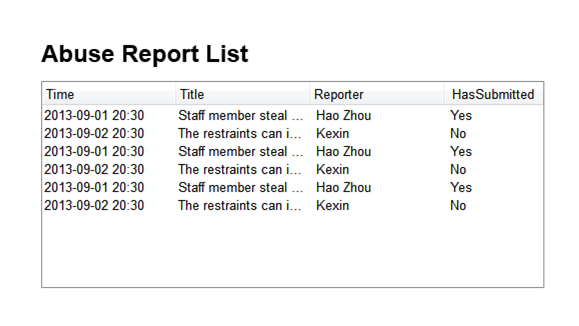 Abuse Report List
Time Title Reporter HasSubmitted
2013-09-01 20:30 Staff member steal ... Hao Zhou Yes
2013-09-02 20:30 The restraints can i... Kexin No
2013-09-01 20:30 Staff member steal ... Hao Zhou Yes
2013-09-02 20:30 The restraints can i... Kexin No
2013-09-01 20:30 Staff member steal ... Hao Zhou Yes
2013-09-02 20:30 The restraints can i... Kexin No